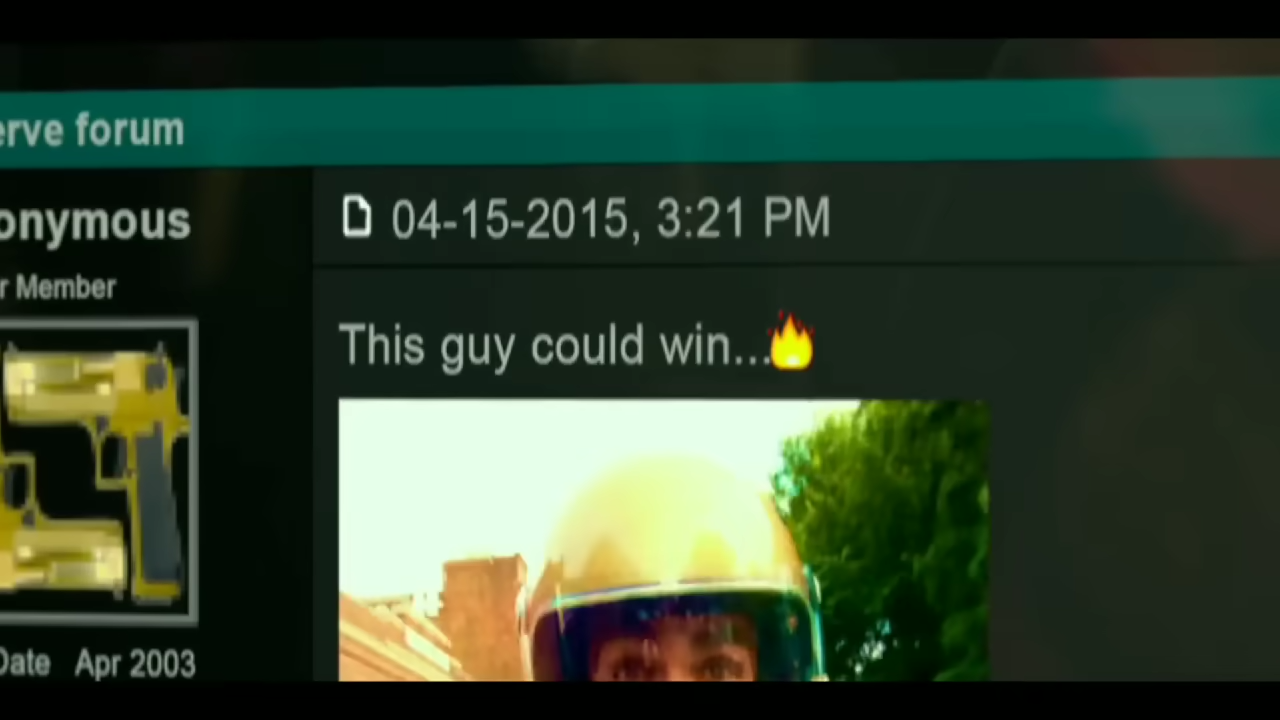 erve forum
onymous
r Member
04-15-2015, 3:21 PM
This guy could win...🔥
Date Apr 2003